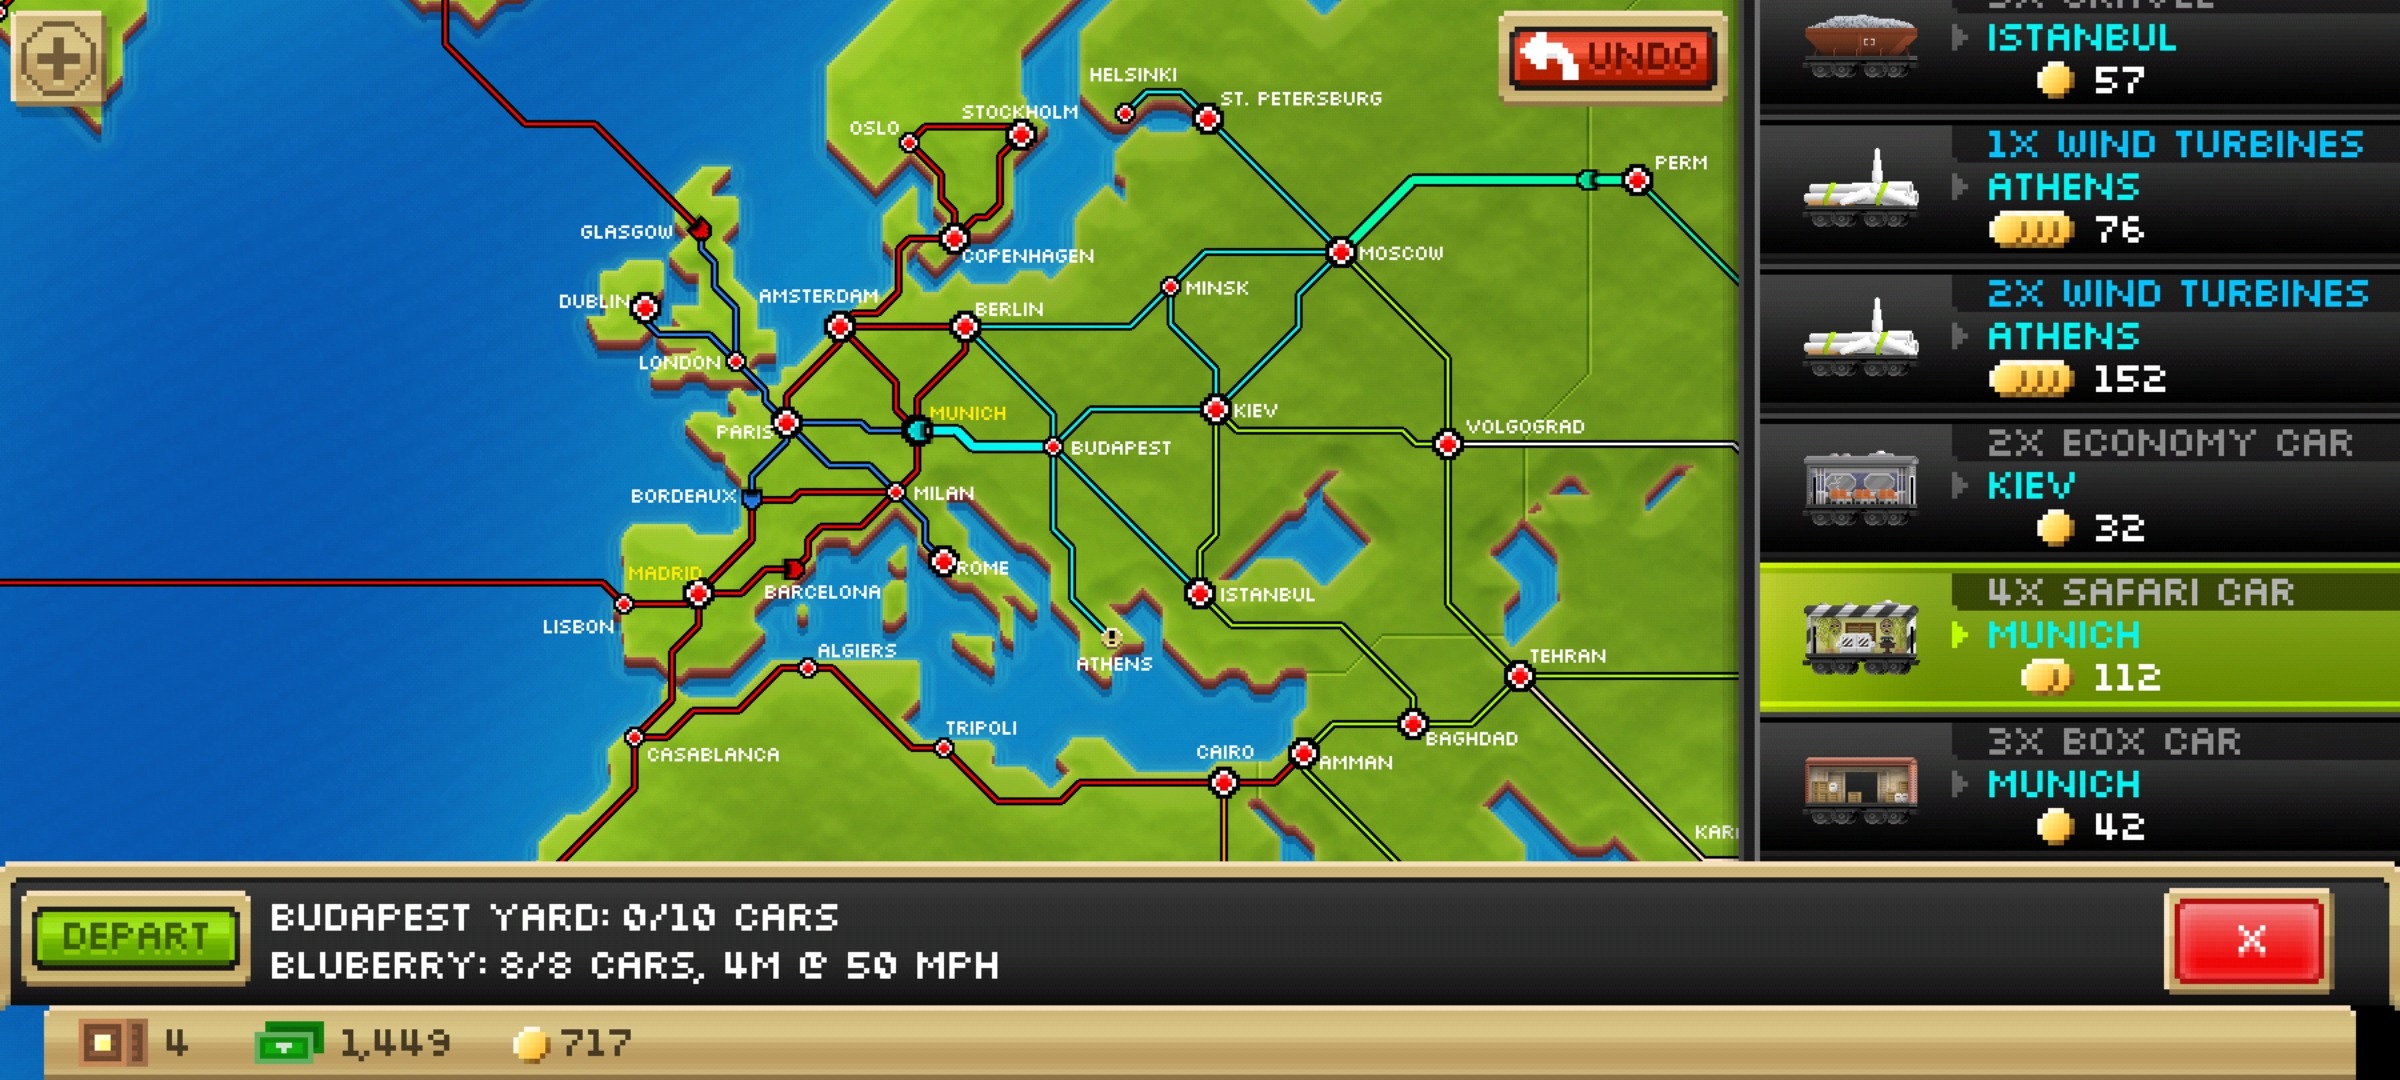 HELSINKI
ST. PETERSBURG
UNDO
STOCKHOLM
OSLO
PERM
GLASGOW
COPENHAGEN
MOSCOW
DUBLIN
AMSTERDAM
BERLIN
MINSK
LONDON
MUNICH
KIEV
VOLGOGRAD
PARIS
BUDAPEST
BORDEAUX
MILAN
MADRID
ROME
BARCELONA
ISTANBUL
LISBON
ALGIERS
ATHENS
TEHRAN
TRIPOLI
CASABLANCA
CAIRO
BAGHDAD
AMMAN
ISTANBUL
57
1X WIND TURBINES
ATHENS
76
2X WIND TURBINES
ATHENS
152
2X ECONOMY CAR
KIEV
32
4X SAFARI CAR
MUNICH
112
3X BOX CAR
MUNICH
42
DEPART
BUDAPEST YARD: 0/10 CARS
BLUBERRY: 8/8 CARS, 4M @ 50 MPH
X
4
1,449
717